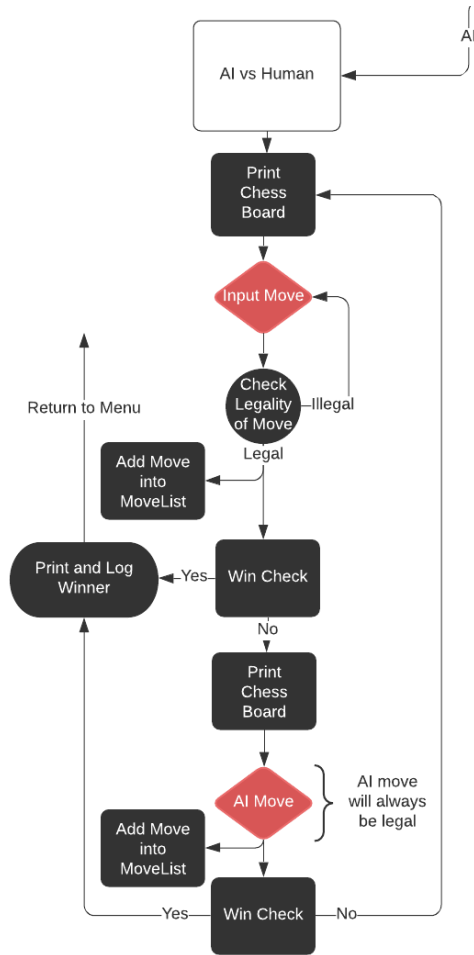 AI
AI vs Human
Print
Chess
Board
Input Move
Check
Legality
of Move
Illegal
Return to Menu
Legal
Add Move
into
MoveList
Print and Log
Winner
Yes
Win Check
No
Print
Chess
Board
AI Move
AI move
will always
be legal
Add Move
into
MoveList
Yes
Win Check
No